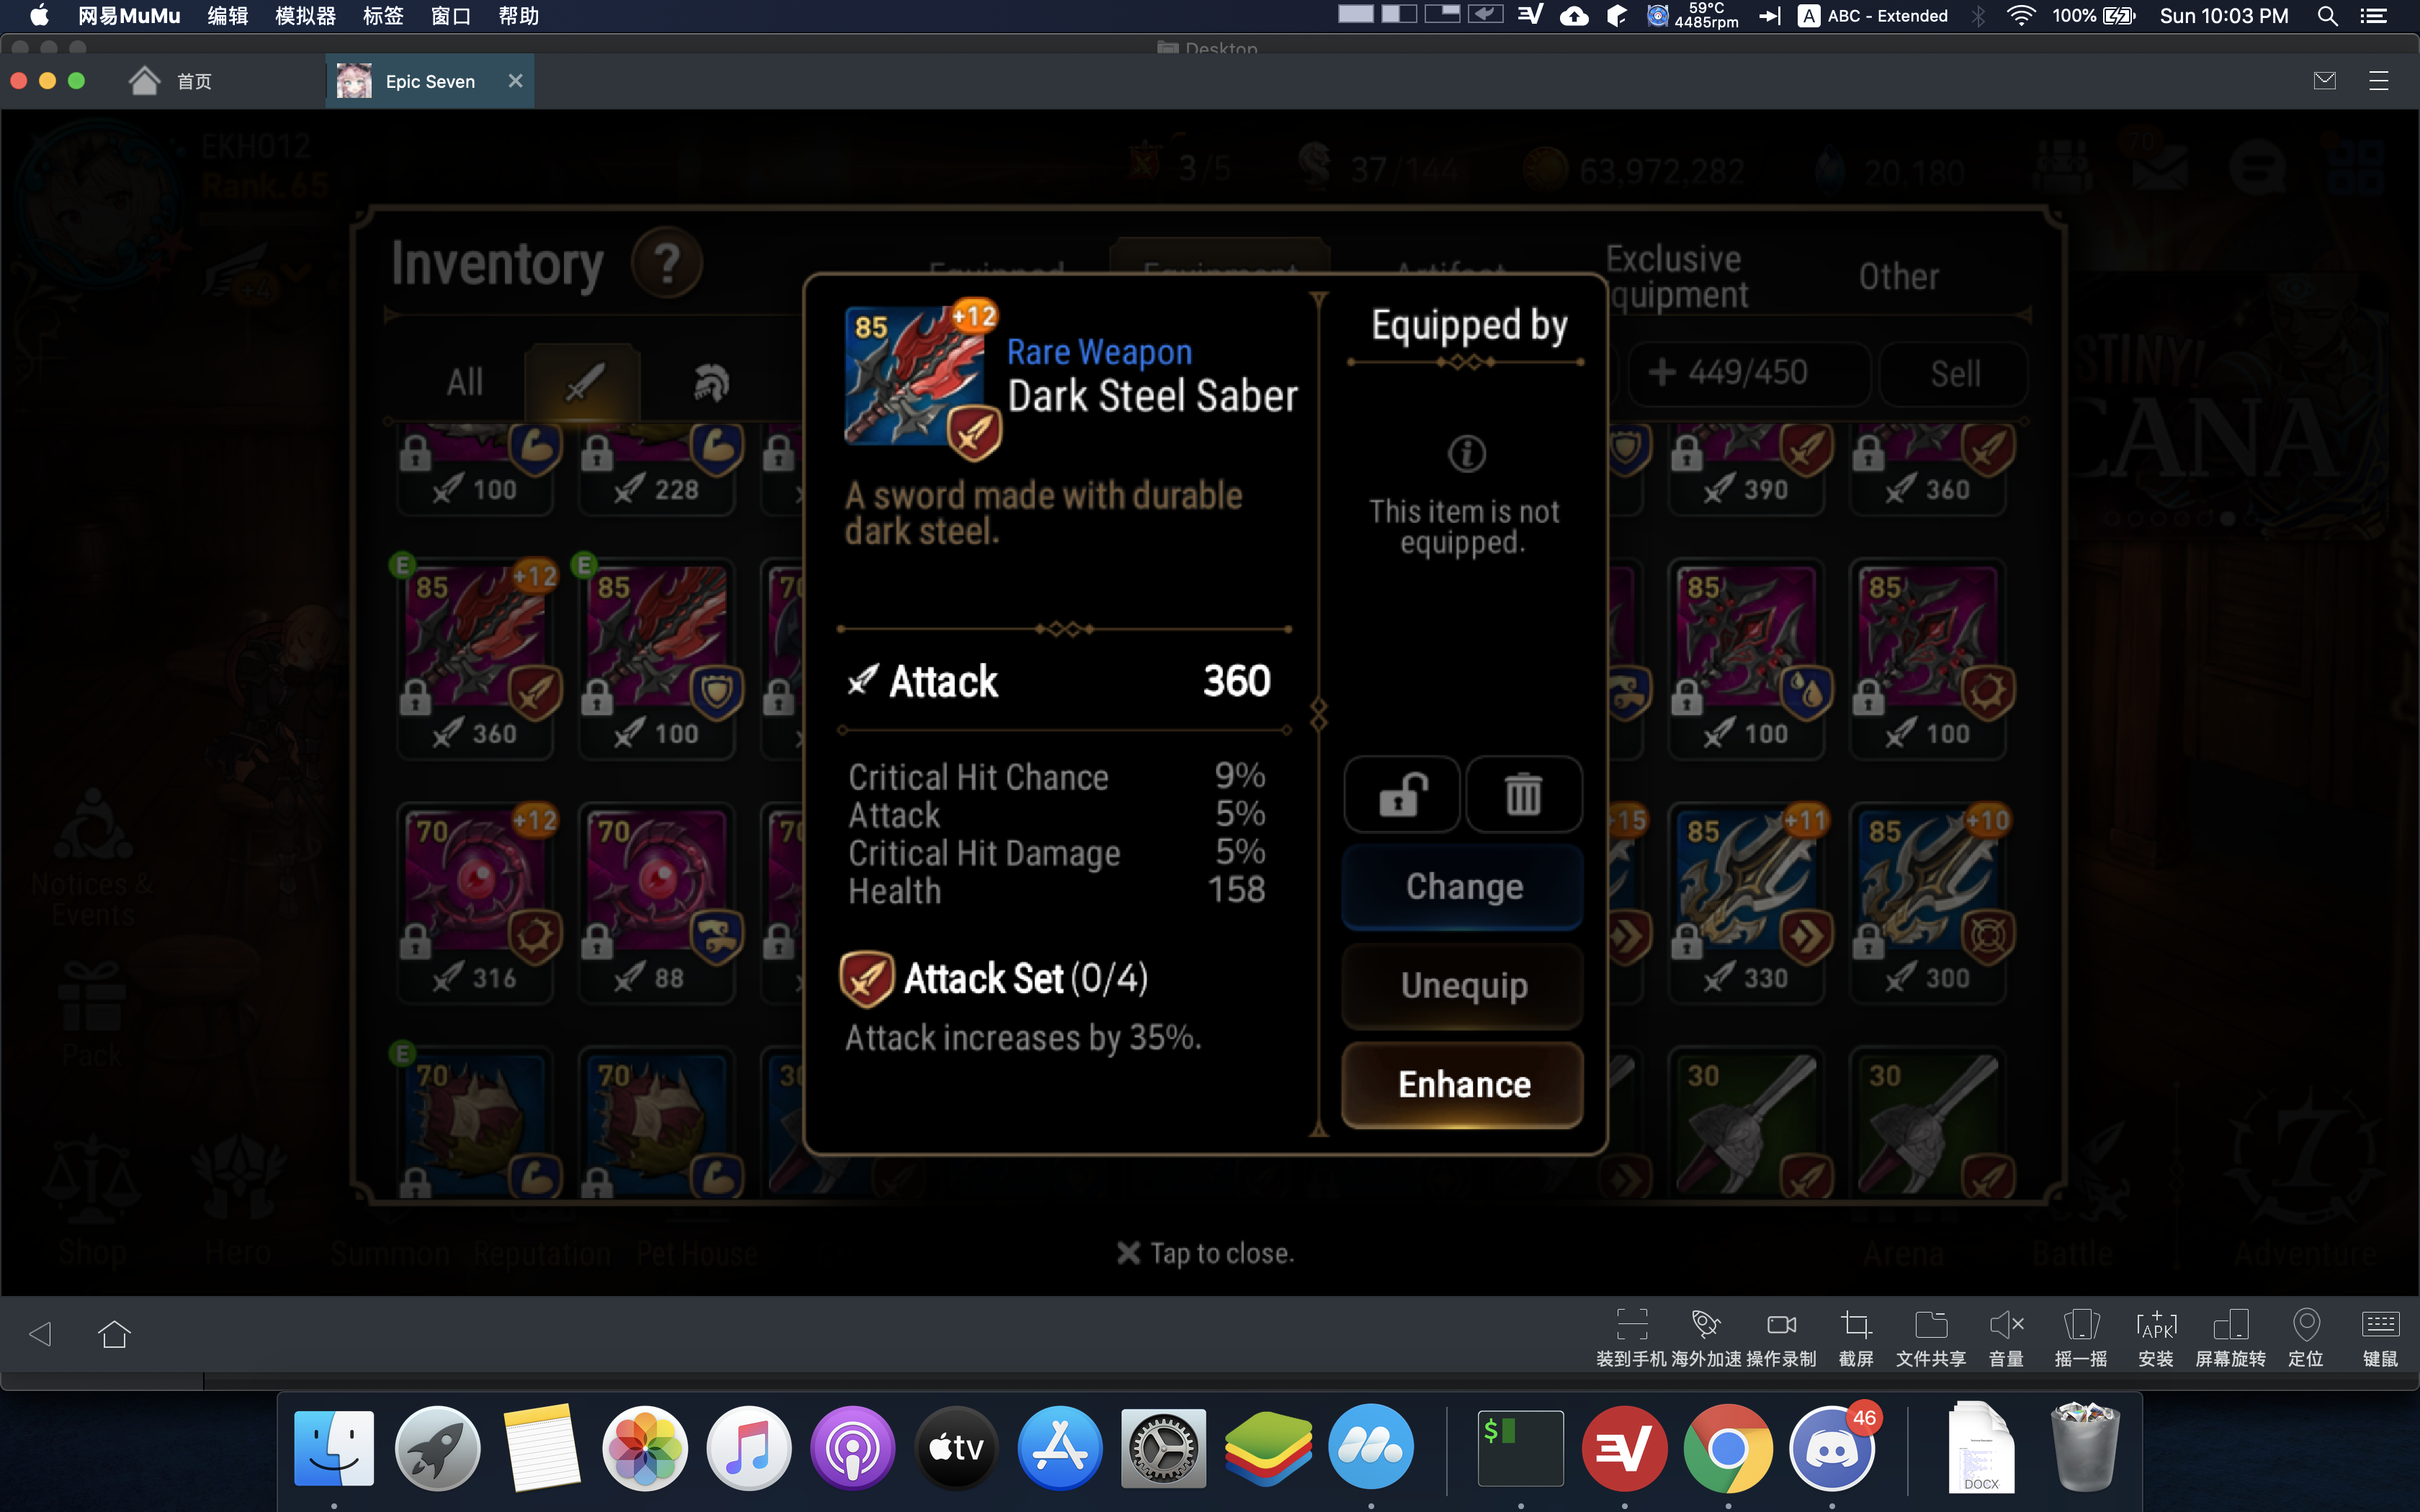 网易MuMu 编辑 模拟器 标签 窗口 帮助
59°C
4485rpm
A ABC - Extended 100% Sun 10:03 PM
Desktop
首页 Epic Seven
EKH012
Rank.65
3/5 37/144 63,972,282 20,180 70
+4
Inventory ?
Equipped Equipment Artifact
Exclusive
quipment
Other
All
449/450
Sell
STINY!
CANA
100 228 390 360
E 85 +12 E 85 70 85 85
360 100 100 100
70 +12 70 70 +15 85 +11 85 +10
316 88 330 300
E 70 70 30 30 30
85 +12
Rare Weapon
Dark Steel Saber
A sword made with durable
dark steel.
Attack 360
Critical Hit Chance 9%
Attack 5%
Critical Hit Damage 5%
Health 158
Attack Set (0/4)
Attack increases by 35%.
Equipped by
This item is not
equipped.
Change
Unequip
Enhance
Tap to close.
Notices &
Events
Pack
Shop Hero Summon Reputation Pet House Arena Battle Adventure
7
APK
装到手机 海外加速 操作录制 截屏 文件共享 音量 摇一摇 安装 屏幕旋转 定位 键鼠
tv $ EV 46
DOCX